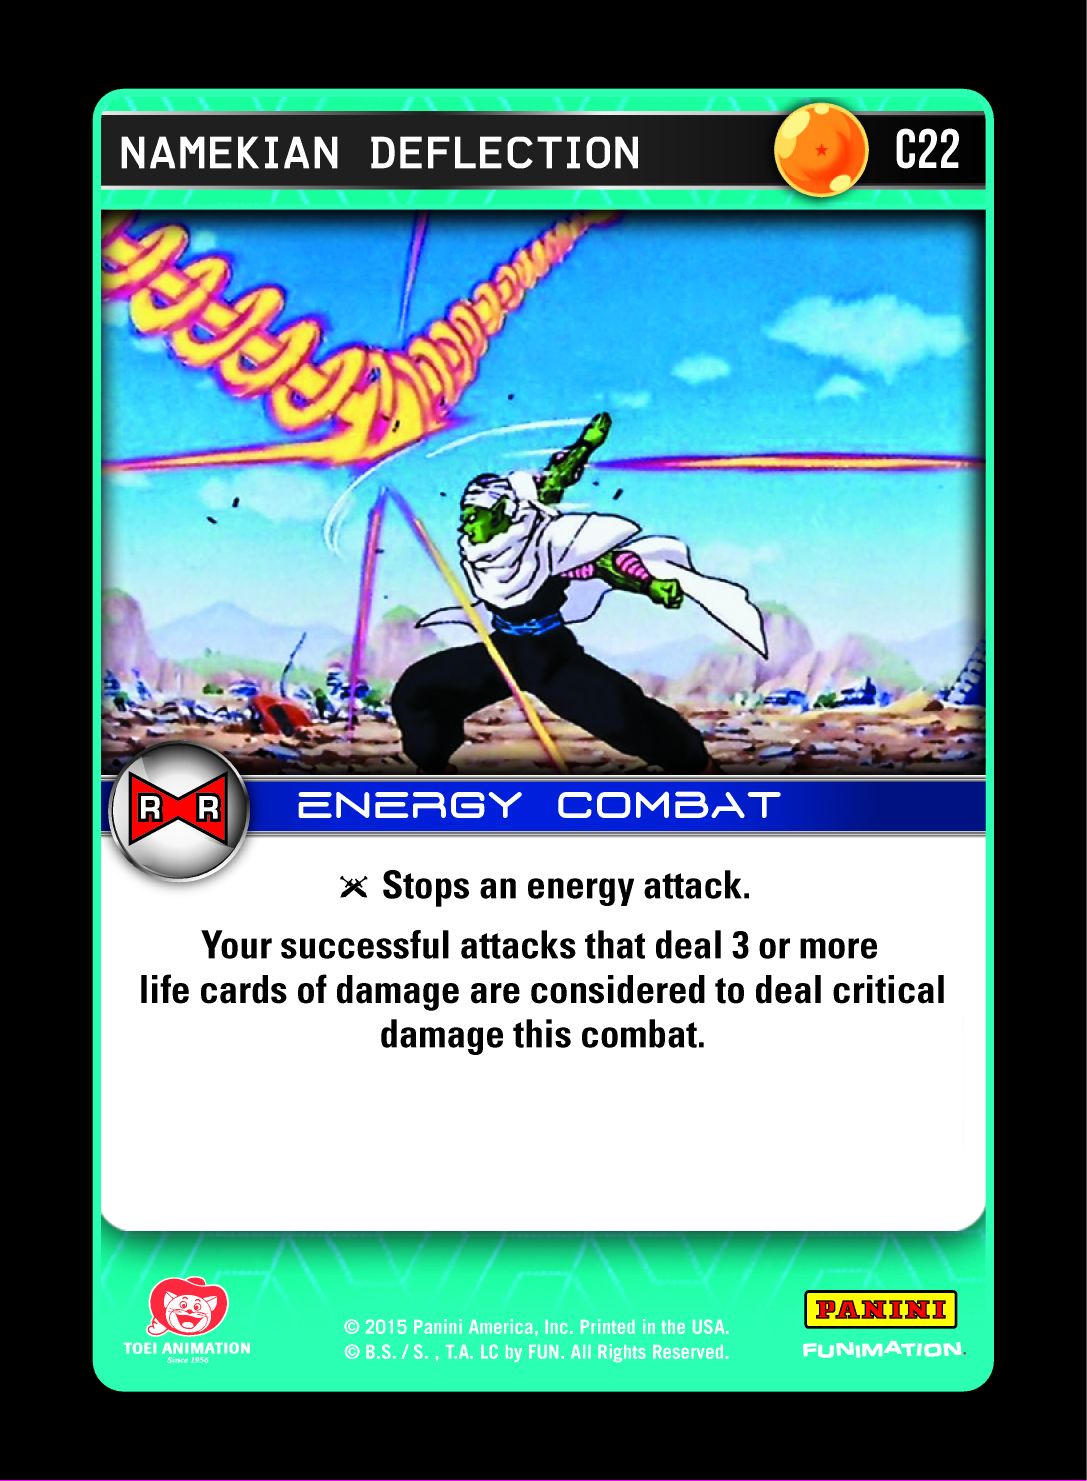 NAMEKIAN DEFLECTION
C22
R R
ENERGY COMBAT
Stops an energy attack.
Your successful attacks that deal 3 or more
life cards of damage are considered to deal critical
damage this combat.
TOEI ANIMATION
Since 1956
© 2015 Panini America, Inc. Printed in the USA.
© B.S. / S. , T.A. LC by FUN. All Rights Reserved.
PANINI
FUNIMATION.